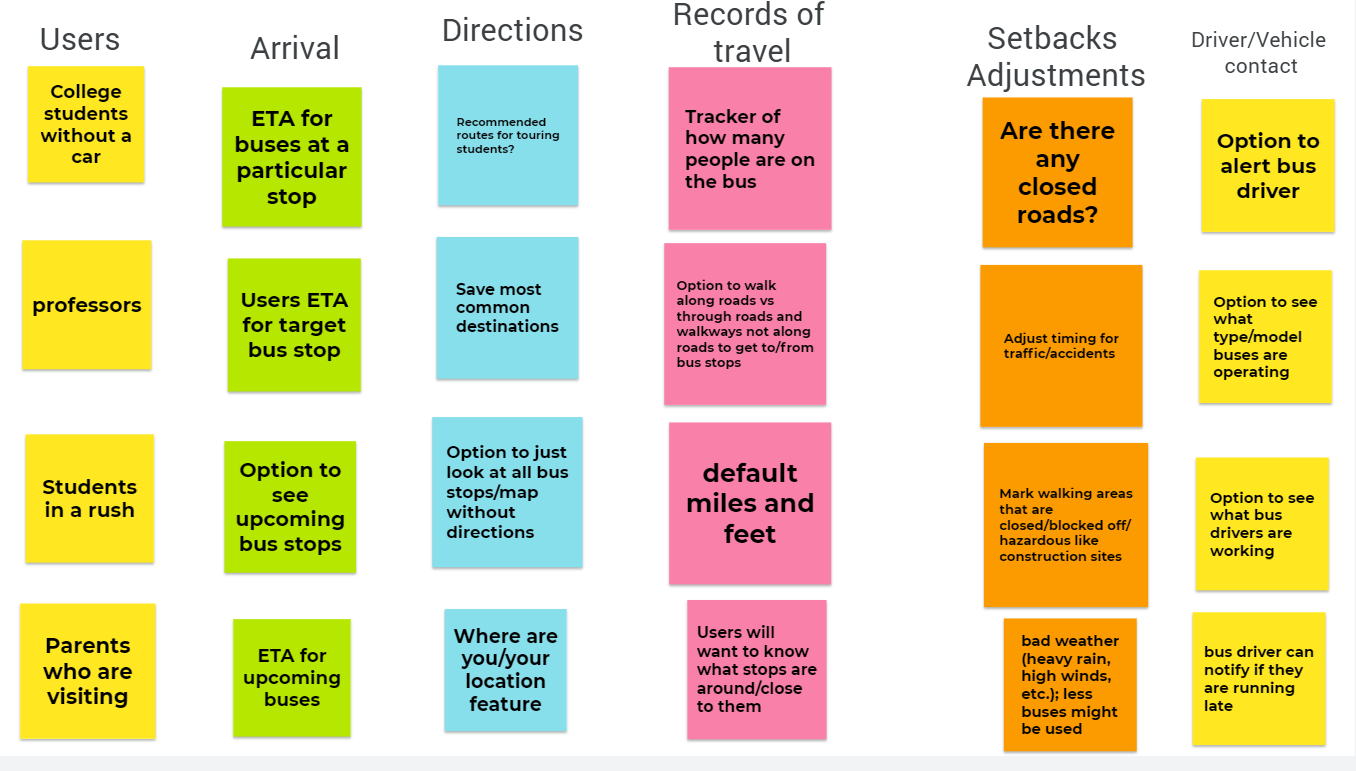 Users
College
students
without a
car
professors
Students
in a rush
Parents
who are
visiting
Arrival
ETA for
buses at a
particular
stop
Users ETA
for target
bus stop
Option to
see
upcoming
bus stops
ETA for
upcoming
buses
Directions
Recommended
routes for touring
students?
Save most
common
destinations
Option to just
look at all bus
stops/map
without
directions
Where are
you/your
location
feature
Records of
travel
Tracker of
how many
people are on
the bus
Option to walk
along roads vs
through roads and
walkways not along
roads to get to/from
bus stops
default
miles and
feet
Users will
want to know
what stops are
around/close
to them
Setbacks
Adjustments
Are there
any
closed
roads?
Adjust timing for
traffic/accidents
Mark walking areas
that are
closed/blocked off/
hazardous like
construction sites
bad weather
(heavy rain,
high winds,
etc.); less
buses might
be used
Driver/Vehicle
contact
Option to
alert bus
driver
Option to see
what
type/model
buses are
operating
Option to see
what bus
drivers are
working
bus driver can
notify if they
are running
late